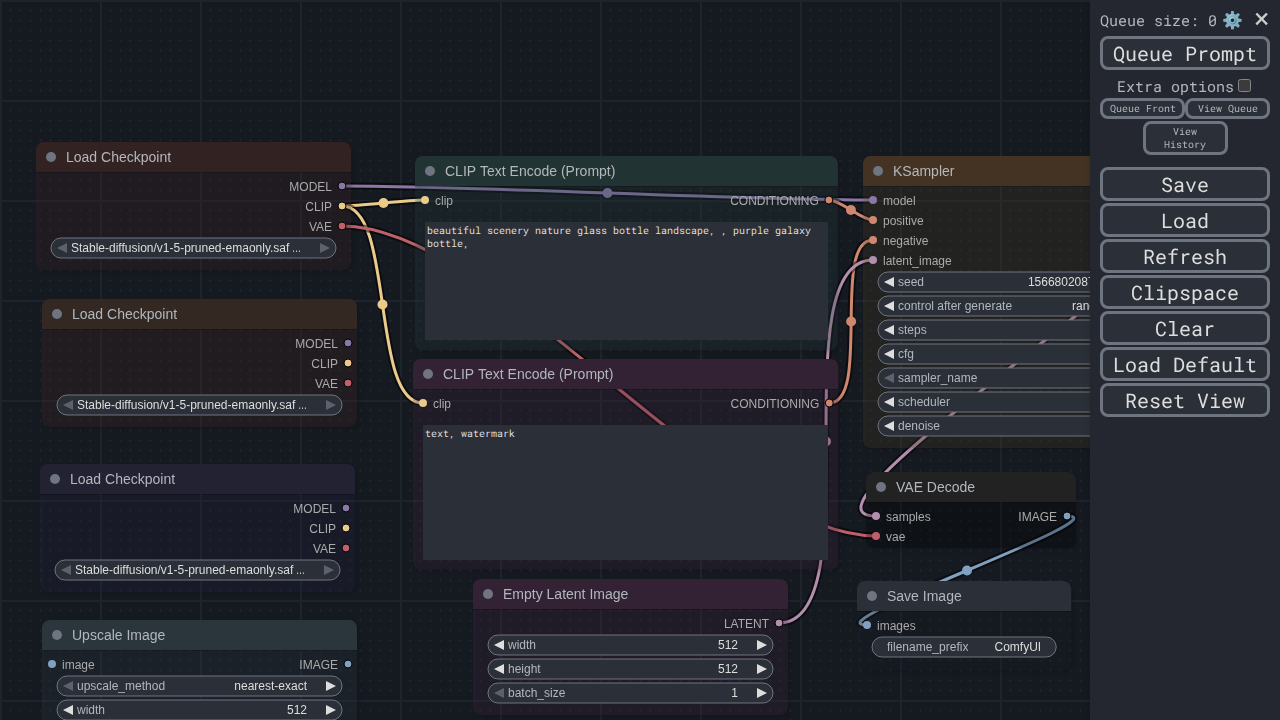 Load Checkpoint
MODEL
CLIP
VAE
Stable-diffusion/v1-5-pruned-emaonly.saf ...
Load Checkpoint
MODEL
CLIP
VAE
Stable-diffusion/v1-5-pruned-emaonly.saf ...
Load Checkpoint
MODEL
CLIP
VAE
Stable-diffusion/v1-5-pruned-emaonly.saf ...
Upscale Image
image IMAGE
upscale_method nearest-exact
width 512
CLIP Text Encode (Prompt)
clip CONDITIONING
beautiful scenery nature glass bottle landscape, , purple galaxy
bottle,
CLIP Text Encode (Prompt)
clip CONDITIONING
text, watermark
Empty Latent Image
LATENT
width 512
height 512
batch_size 1
KSampler
model
positive
negative
latent_image
seed 156680208
control after generate ran
steps
cfg
sampler_name
scheduler
denoise
VAE Decode
samples IMAGE
vae
Save Image
images
filename_prefix ComfyUI
Queue size: 0
Queue Prompt
Extra options
Queue Front View Queue
View
History
Save
Load
Refresh
Clipspace
Clear
Load Default
Reset View